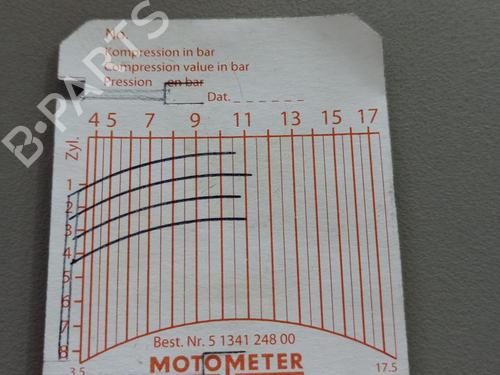 No.
Kompression in bar
Compression value in bar
Pression en bar
Dat.
4 5 7 9 11 13 15 17
Zyl.
1
2
3
4
5
6
7
8
3.5 17.5
Best. Nr. 5 1341 248 00
MOTOMETER
B-PARTS